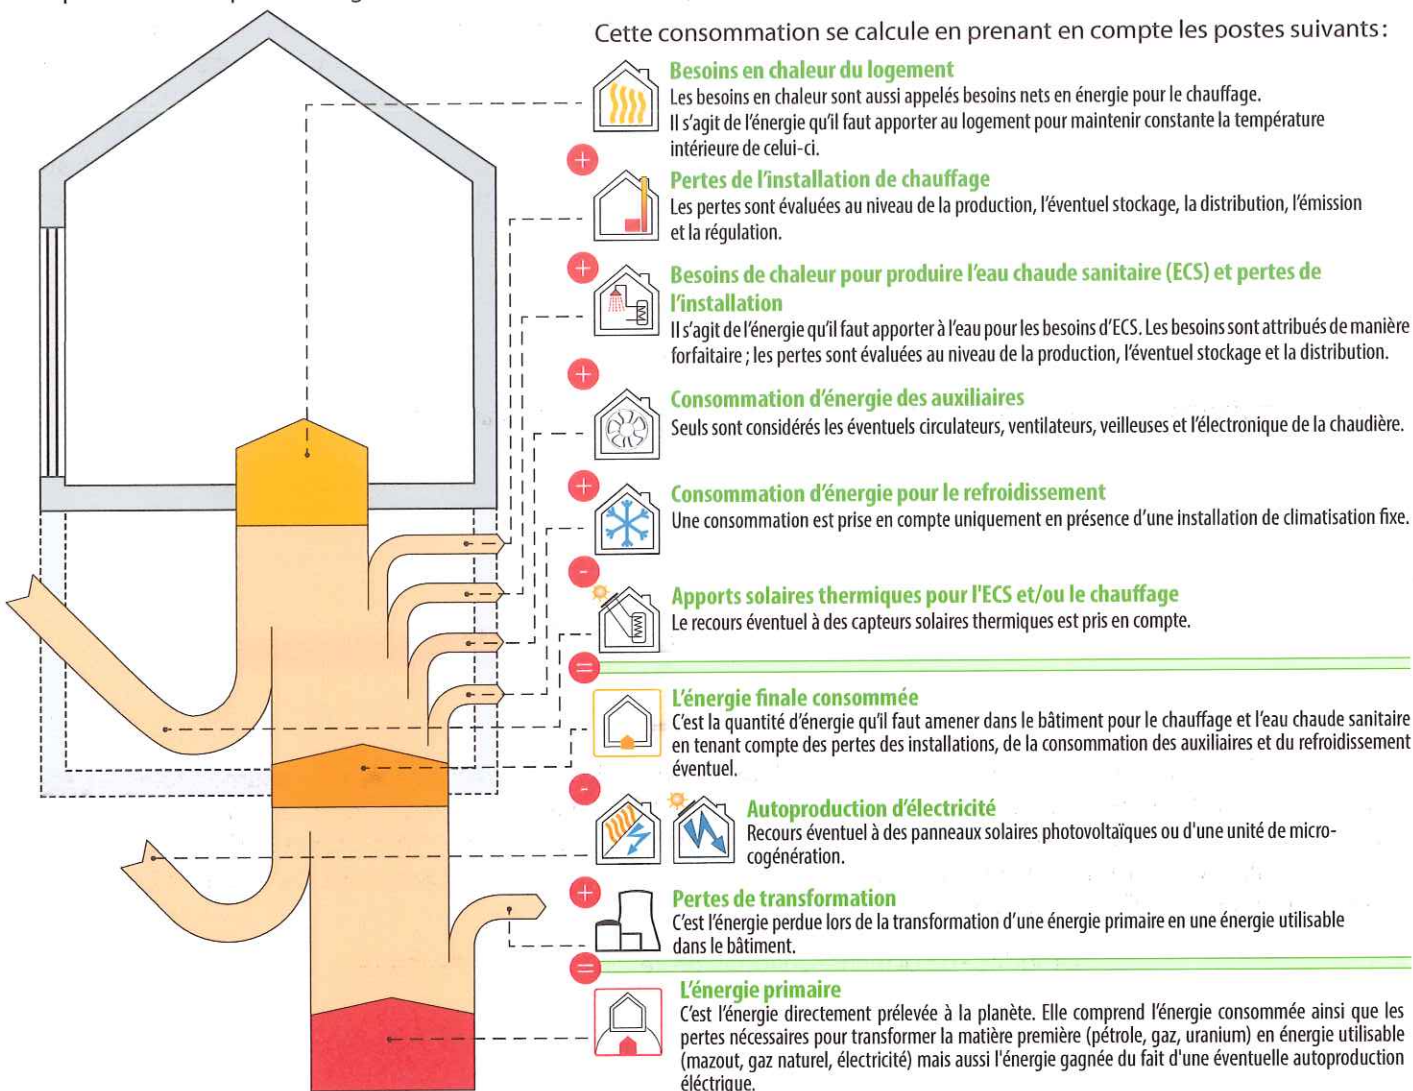 Cette consommation se calcule en prenant en compte les postes suivants:
Besoins en chaleur du logement
Les besoins en chaleur sont aussi appelés besoins nets en énergie pour le chauffage.
Il s'agit de l'énergie qu'il faut apporter au logement pour maintenir constante la température
intérieure de celui-ci.
+
Pertes de l'installation de chauffage
Les pertes sont évaluées au niveau de la production, l'éventuel stockage, la distribution, l'émission
et la régulation.
+
Besoins de chaleur pour produire l'eau chaude sanitaire (ECS) et pertes de
l'installation
Il s'agit de l'énergie qu'il faut apporter à l'eau pour les besoins d'ECS. Les besoins sont attribués de manière
forfaitaire ; les pertes sont évaluées au niveau de la production, l'éventuel stockage et la distribution.
+
Consommation d'énergie des auxiliaires
Seuls sont considérés les éventuels circulateurs, ventilateurs, veilleuses et l'électronique de la chaudière.
+
Consommation d'énergie pour le refroidissement
Une consommation est prise en compte uniquement en présence d'une installation de climatisation fixe.
-
Apports solaires thermiques pour l'ECS et/ou le chauffage
Le recours éventuel à des capteurs solaires thermiques est pris en compte.
=
L'énergie finale consommée
C'est la quantité d'énergie qu'il faut amener dans le bâtiment pour le chauffage et l'eau chaude sanitaire
en tenant compte des pertes des installations, de la consommation des auxiliaires et du refroidissement
éventuel.
-
Autoproduction d'électricité
Recours éventuel à des panneaux solaires photovoltaïques ou d'une unité de micro-
cogénération.
+
Pertes de transformation
C'est l'énergie perdue lors de la transformation d'une énergie primaire en une énergie utilisable
dans le bâtiment.
=
L'énergie primaire
C'est l'énergie directement prélevée à la planète. Elle comprend l'énergie consommée ainsi que les
pertes nécessaires pour transformer la matière première (pétrole, gaz, uranium) en énergie utilisable
(mazout, gaz naturel, électricité) mais aussi l'énergie gagnée du fait d'une éventuelle autoproduction
éléctrique.